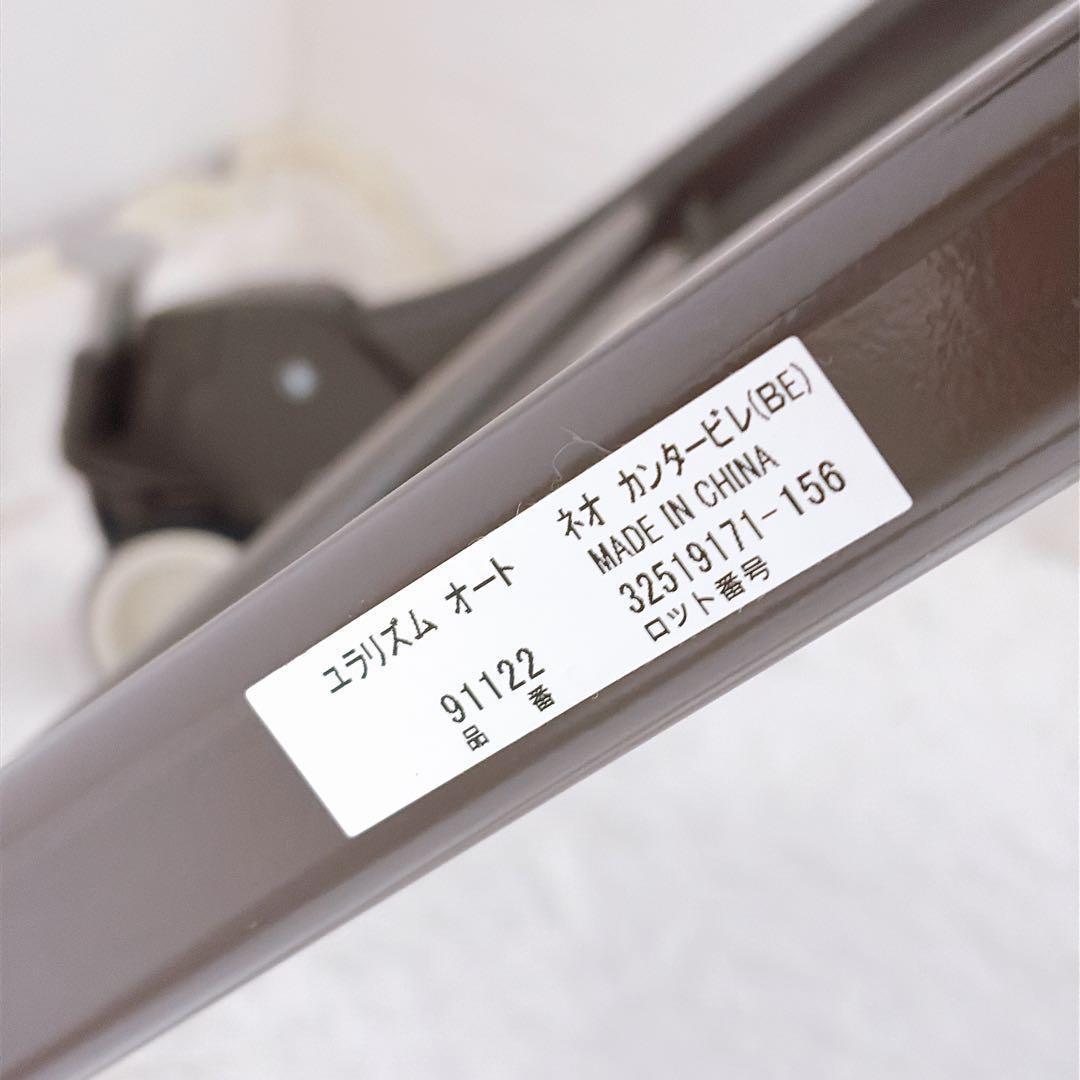 ユラリズム オート ネオ カンタービレ(BE)
MADE IN CHINA
91122 32519171-156
品番 ロット番号